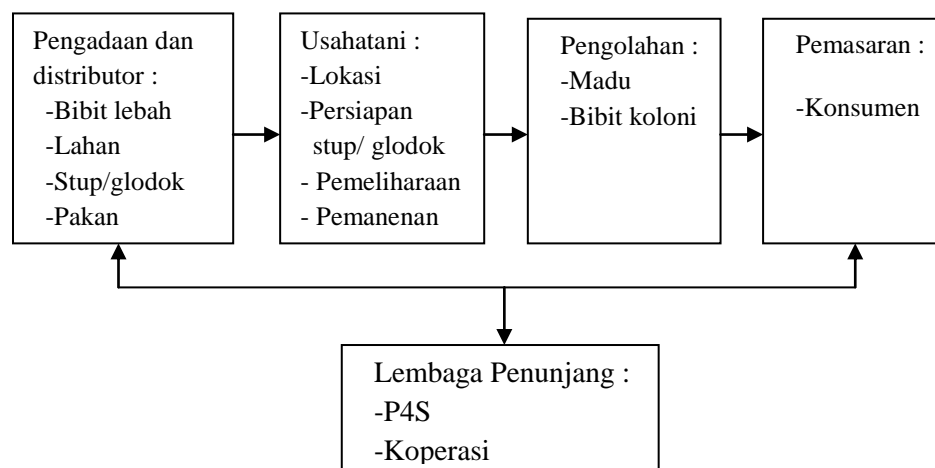 Pengadaan dan
distributor :
-Bibit lebah
-Lahan
-Stup/glodok
-Pakan
Usahatani :
-Lokasi
-Persiapan
stup/ glodok
- Pemeliharaan
- Pemanenan
Pengolahan :
-Madu
-Bibit koloni
Pemasaran :
-Konsumen
Lembaga Penunjang :
-P4S
-Koperasi